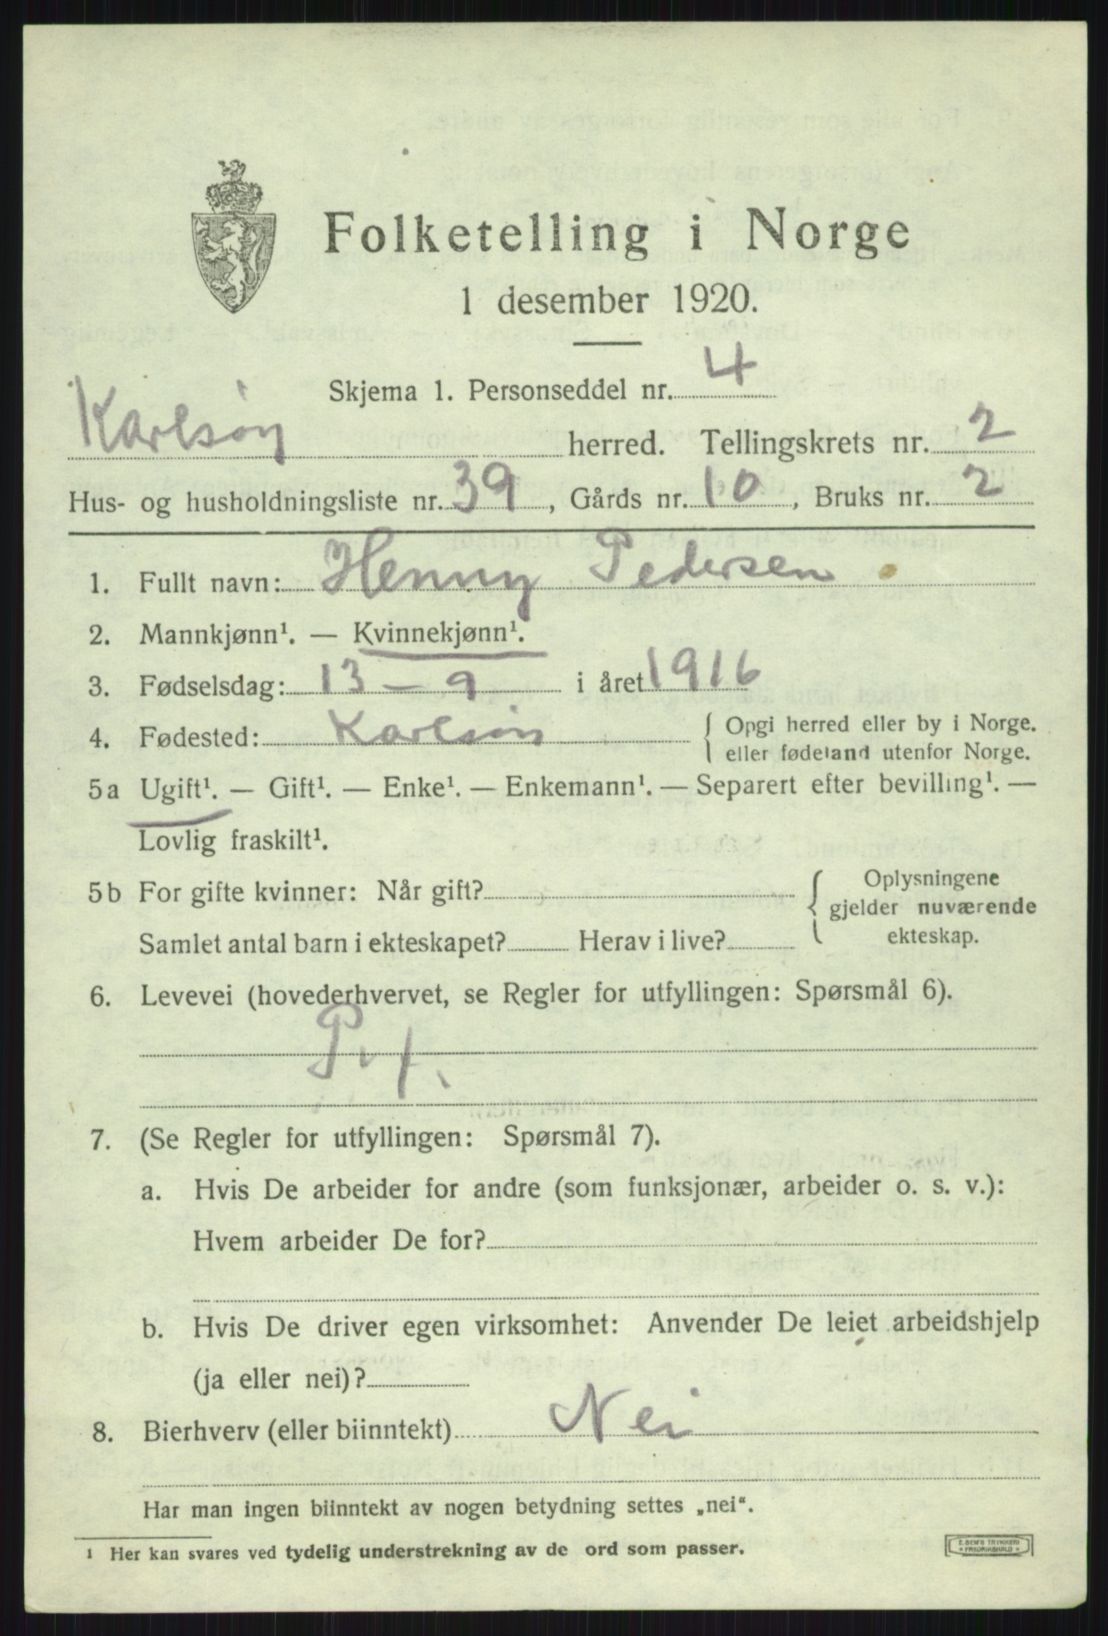 Folketelling i Norge
1 desember 1920.
Skjema 1. Personseddel nr. 4
Karlsøy herred. Tellingskrets nr. 2
Hus- og husholdningsliste nr. 39, Gårds nr. 10, Bruks nr. 2
1. Fullt navn: Henny Pedersen
2. Mannkjønn¹. — Kvinnekjønn¹.
3. Fødselsdag: 13 - 9 i året 1916
4. Fødested: Karlsøy { Opgi herred eller by i Norge.
eller fødeland utenfor Norge.
5a Ugift¹. — Gift¹. — Enke¹. — Enkemann¹. — Separert efter bevilling¹. —
Lovlig fraskilt¹.
5b For gifte kvinner: Når gift? { Oplysningene
gjelder nuværende
Samlet antal barn i ekteskapet? Herav i live? ekteskap.
6. Levevei (hovederhvervet, se Regler for utfyllingen: Spørsmål 6).
7. (Se Regler for utfyllingen: Spørsmål 7).
a. Hvis De arbeider for andre (som funksjonær, arbeider o. s. v.):
Hvem arbeider De for?
b. Hvis De driver egen virksomhet: Anvender De leiet arbeidshjelp
(ja eller nei)?
8. Bierhverv (eller biinntekt) Nei
Har man ingen biinntekt av nogen betydning settes „nei“.
¹ Her kan svares ved tydelig understrekning av de ord som passer.